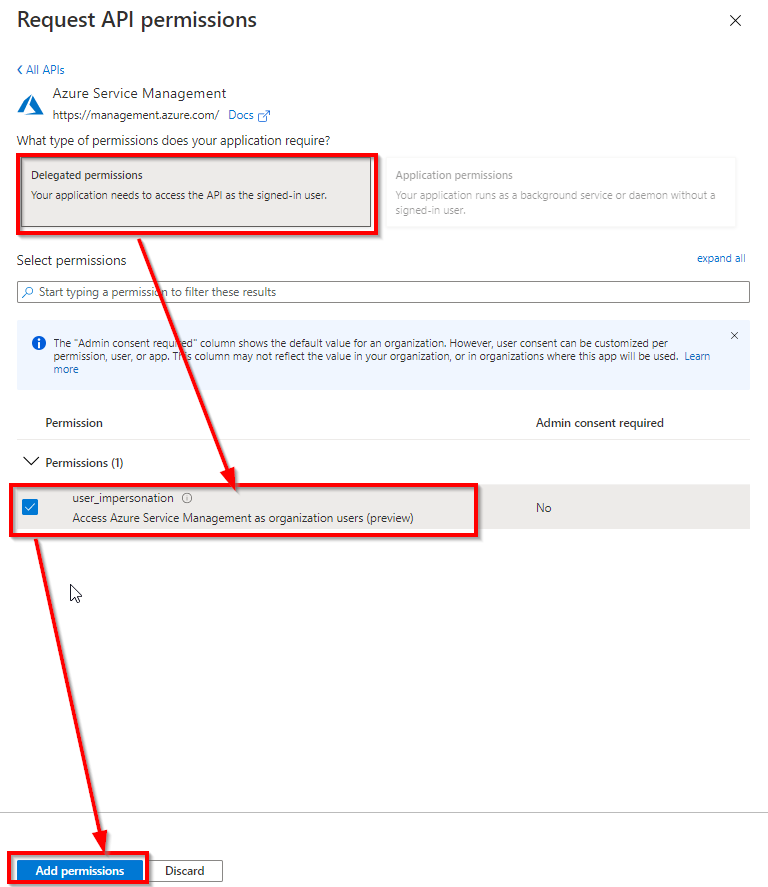 Request API permissions
All APIs
Azure Service Management
https://management.azure.com/ Docs
What type of permissions does your application require?
Delegated permissions
Your application needs to access the API as the signed-in user.
Application permissions
Your application runs as a background service or daemon without a
signed-in user.
Select permissions
expand all
Start typing a permission to filter these results
The "Admin consent required" column shows the default value for an organization. However, user consent can be customized per
permission, user, or app. This column may not reflect the value in your organization, or in organizations where this app will be used. Learn
more
Permission
Admin consent required
Permissions (1)
user_impersonation
Access Azure Service Management as organization users (preview)
No
Add permissions
Discard